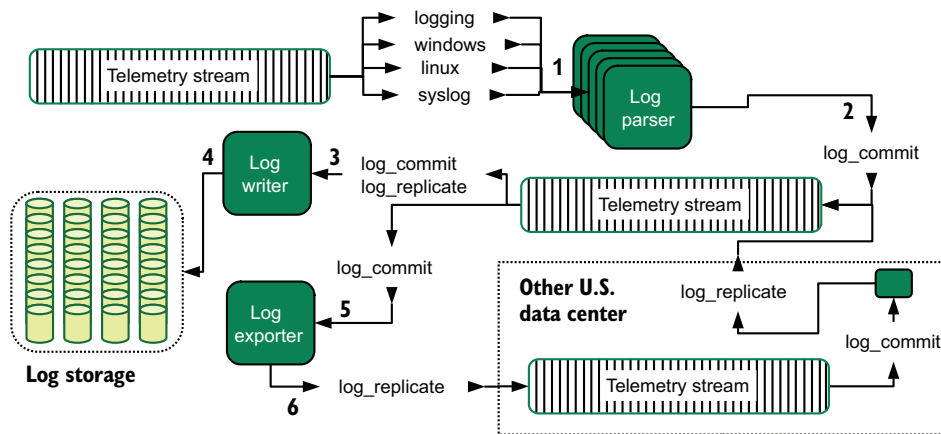 logging
windows
linux
syslog
Telemetry stream
1
Log
parser
2
log_commit
4
Log
writer
3
log_commit
log_replicate
Telemetry stream
log_commit
Other U.S.
data center
log_replicate
log_commit
Log
exporter
5
Log storage
6
log_replicate
Telemetry stream